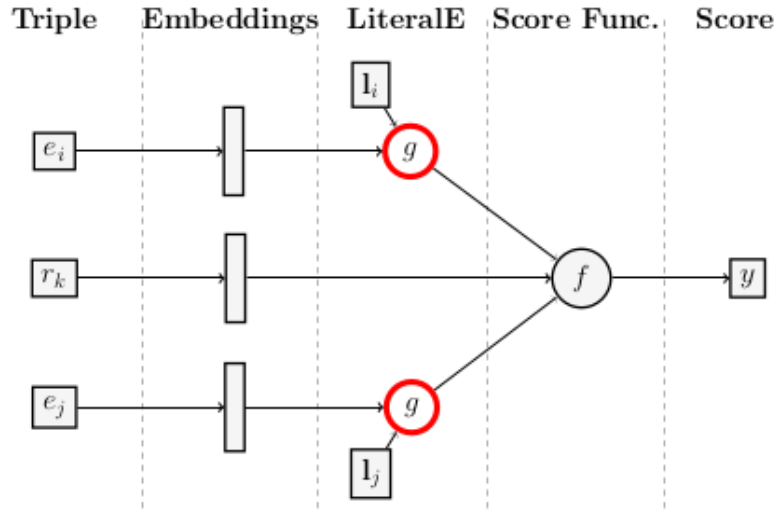 Triple Embeddings LiteralE Score Func. Score
l_i
e_i g
r_k f y
e_j g
l_j